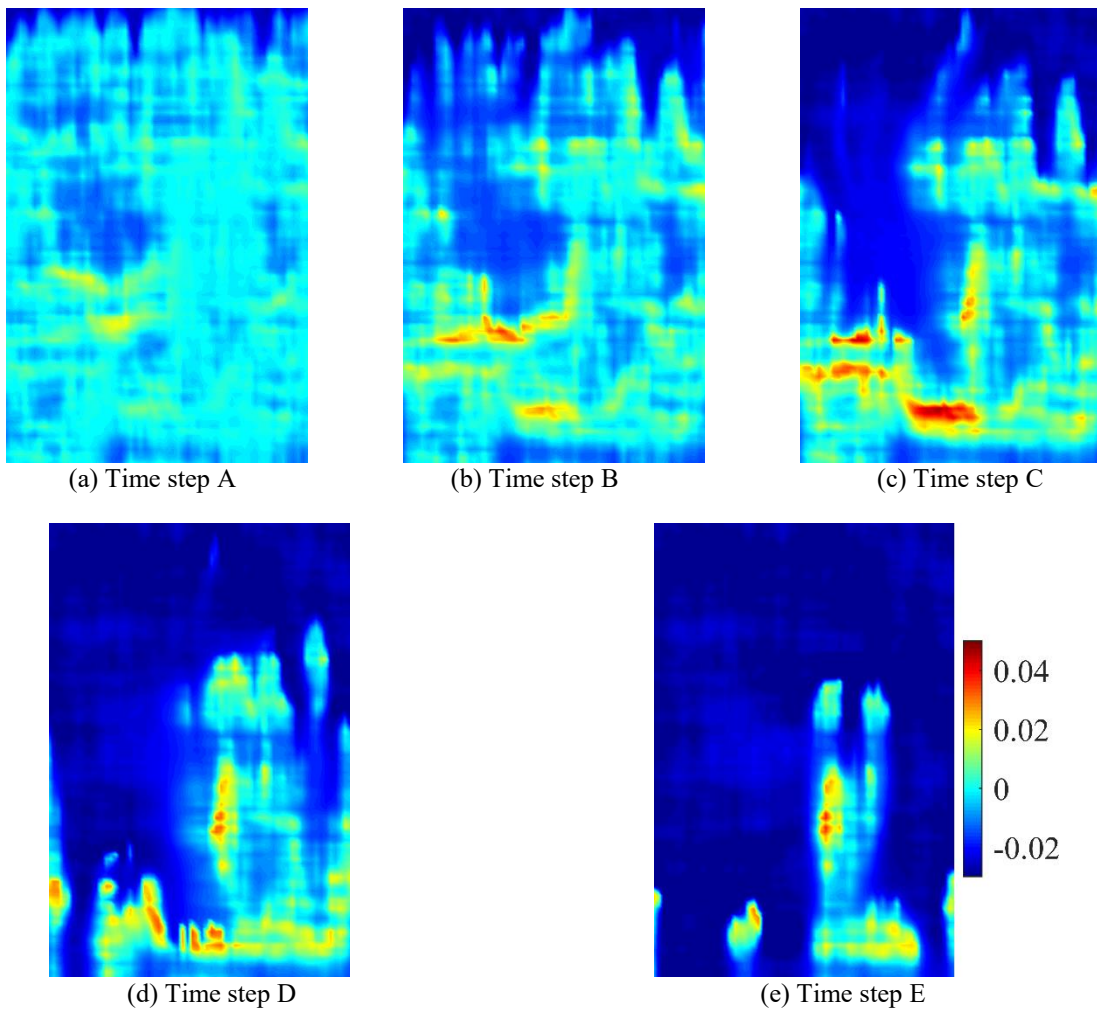 (a) Time step A
(b) Time step B
(c) Time step C
0.04
0.02
0
-0.02
(d) Time step D
(e) Time step E